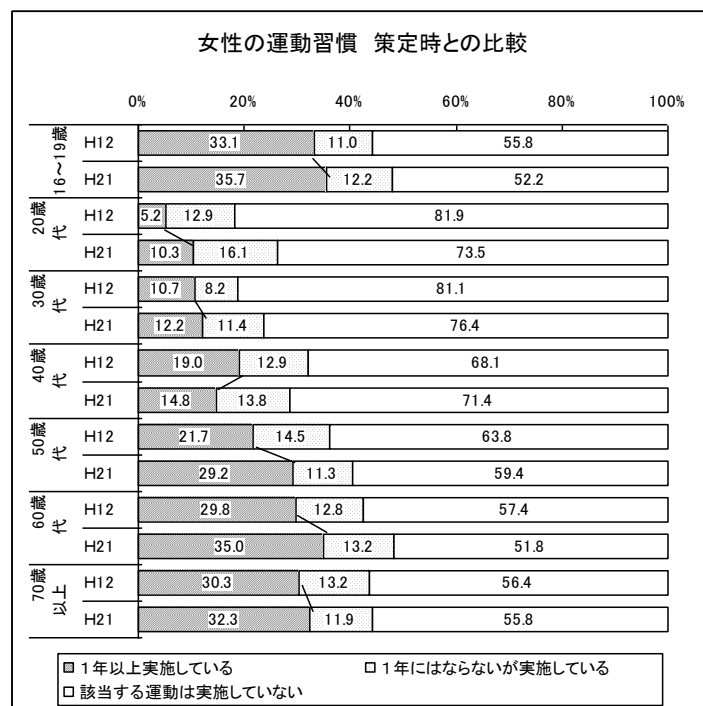 女性の運動習慣 策定時との比較
0% 20% 40% 60% 80% 100%
16～19歳
H12 33.1 11.0 55.8
H21 35.7 12.2 52.2
20歳代
H12 5.2 12.9 81.9
H21 10.3 16.1 73.5
30歳代
H12 10.7 8.2 81.1
H21 12.2 11.4 76.4
40歳代
H12 19.0 12.9 68.1
H21 14.8 13.8 71.4
50歳代
H12 21.7 14.5 63.8
H21 29.2 11.3 59.4
60歳代
H12 29.8 12.8 57.4
H21 35.0 13.2 51.8
70歳以上
H12 30.3 13.2 56.4
H21 32.3 11.9 55.8
１年以上実施している １年にはならないが実施している
該当する運動は実施していない